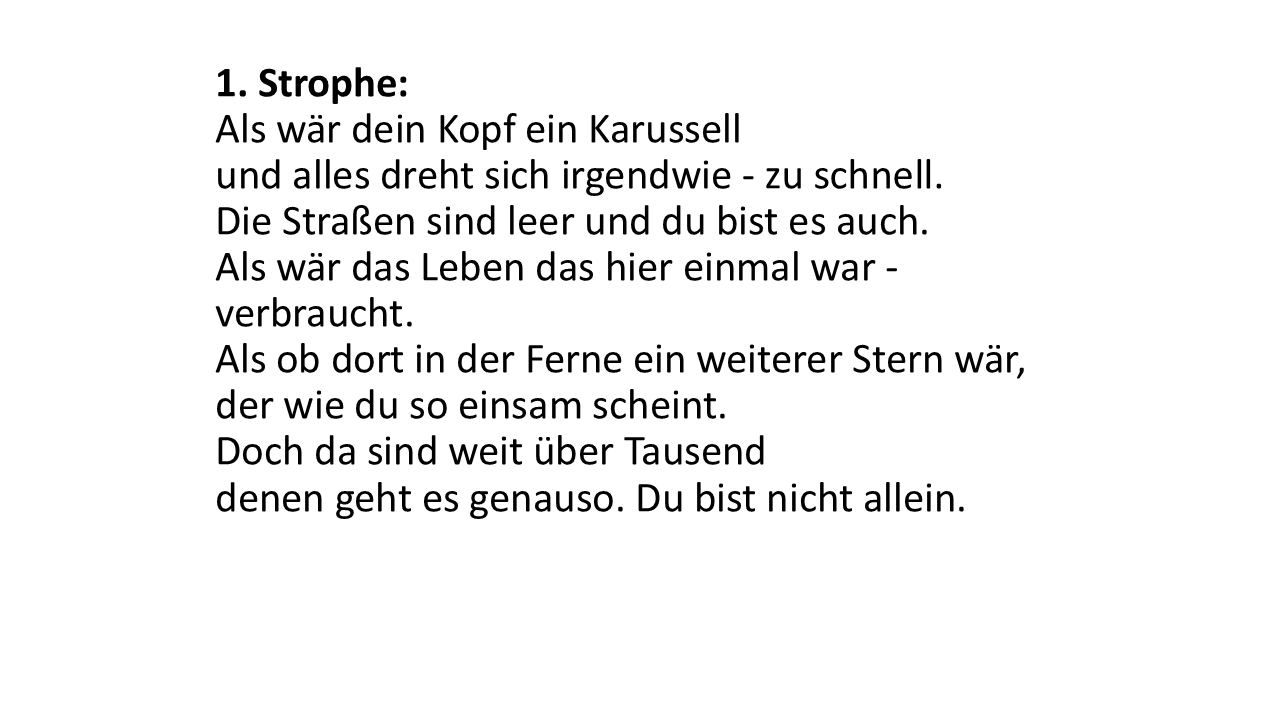 1. Strophe:
Als wär dein Kopf ein Karussell
und alles dreht sich irgendwie - zu schnell.
Die Straßen sind leer und du bist es auch.
Als wär das Leben das hier einmal war -
verbraucht.
Als ob dort in der Ferne ein weiterer Stern wär,
der wie du so einsam scheint.
Doch da sind weit über Tausend
denen geht es genauso. Du bist nicht allein.